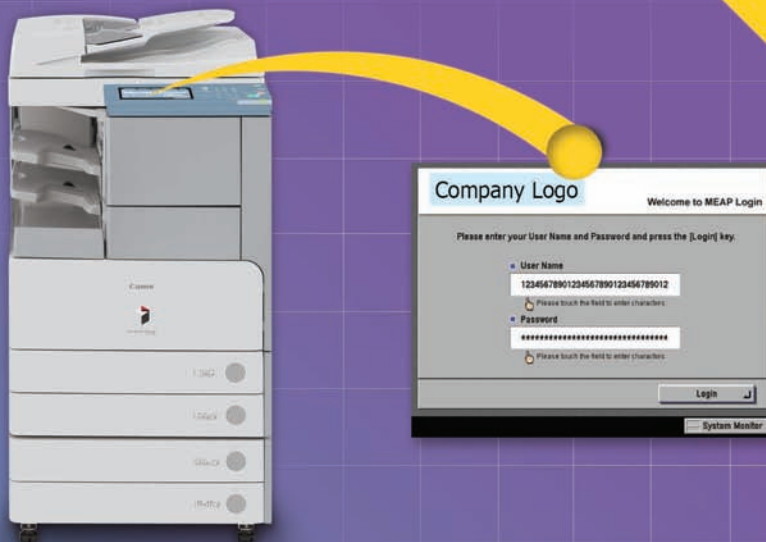 Canon
Company Logo
Welcome to MEAP Login
Please enter your User Name and Password and press the [Login] key.
User Name
12345678901234567890123456789012
Please touch the field to enter characters
Password
********************************
Please touch the field to enter characters
Login
System Monitor